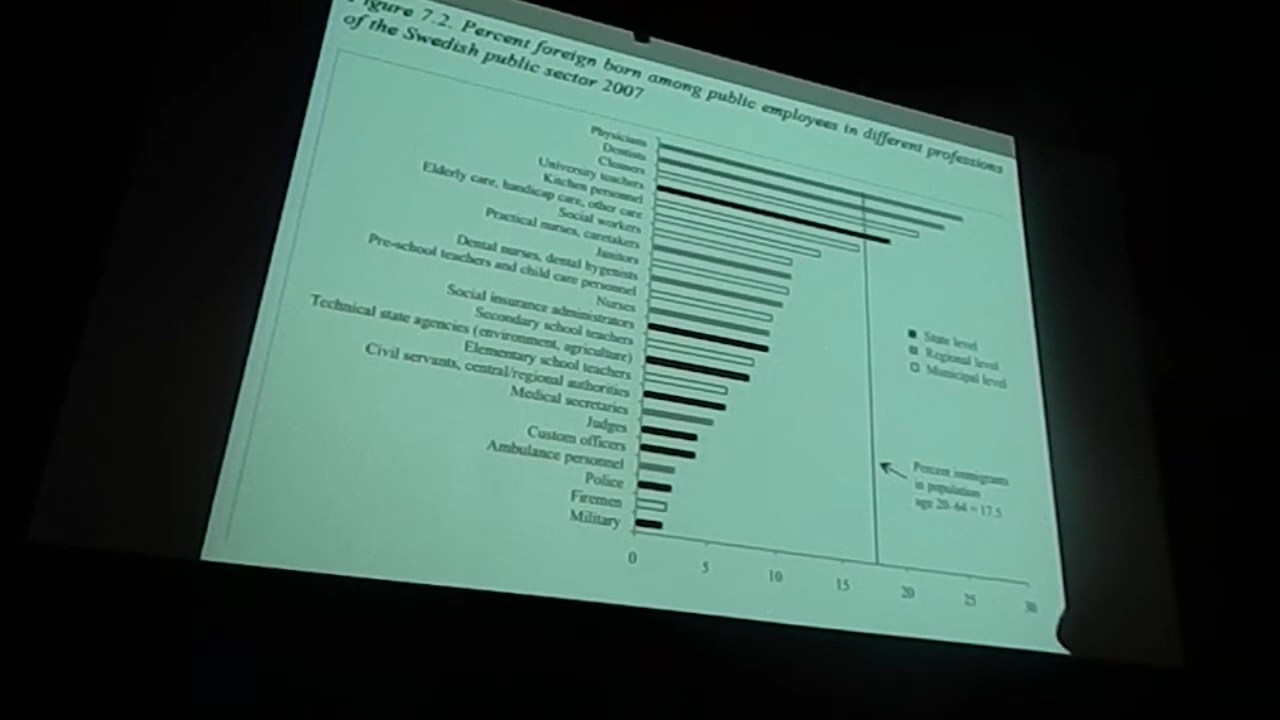 Figure 7.2. Percent foreign born among public employees in different professions
of the Swedish public sector 2007
Physicians
Dentists
Cleaners
University teachers
Kitchen personnel
Elderly care, handicap care, other care
Social workers
Practical nurses, caretakers
Janitors
Dental nurses, dental hygenists
Pre-school teachers and child care personnel
Nurses
Social insurance administrators
Secondary school teachers
Technical state agencies (environment, agriculture)
Elementary school teachers
Civil servants, central/regional authorities
Medical secretaries
Judges
Custom officers
Ambulance personnel
Police
Firemen
Military
0 5 10 15 20 25 30
State level
Regional level
Municipal level
Percent immigrants
in population
age 20-64 = 17.5